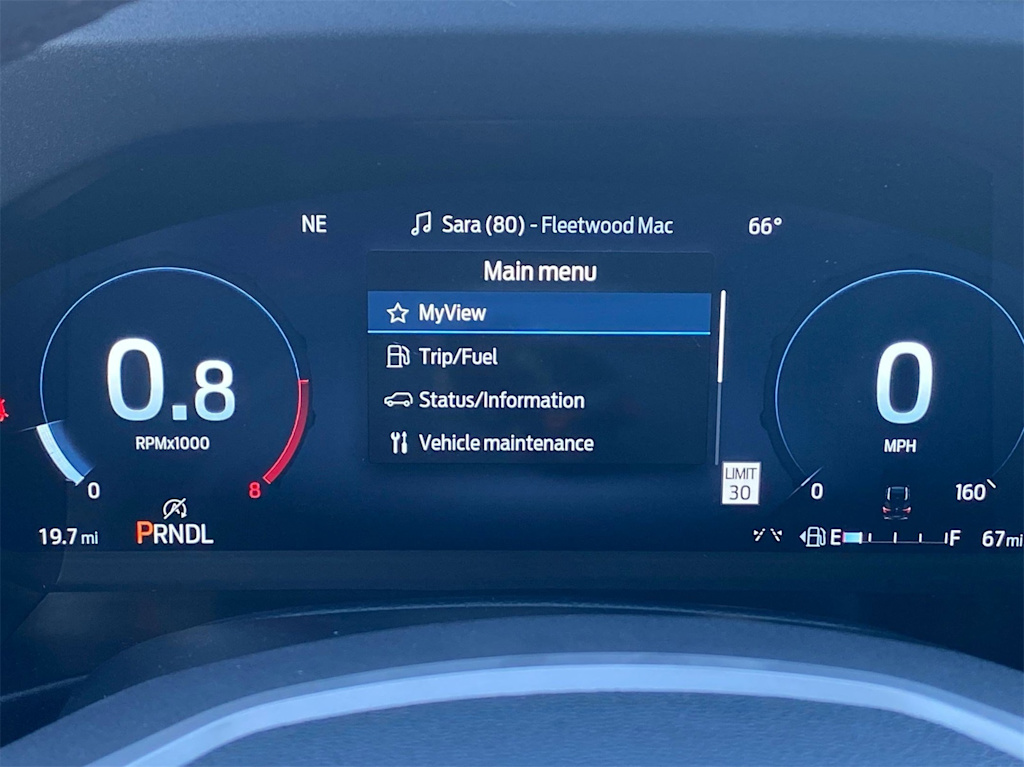 NE
Sara (80) - Fleetwood Mac
66°
Main menu
MyView
Trip/Fuel
Status/Information
Vehicle maintenance
0.8
RPMx1000
0
8
19.7 mi
PRNDL
LIMIT
30
0
MPH
0
160
E
F
67mi